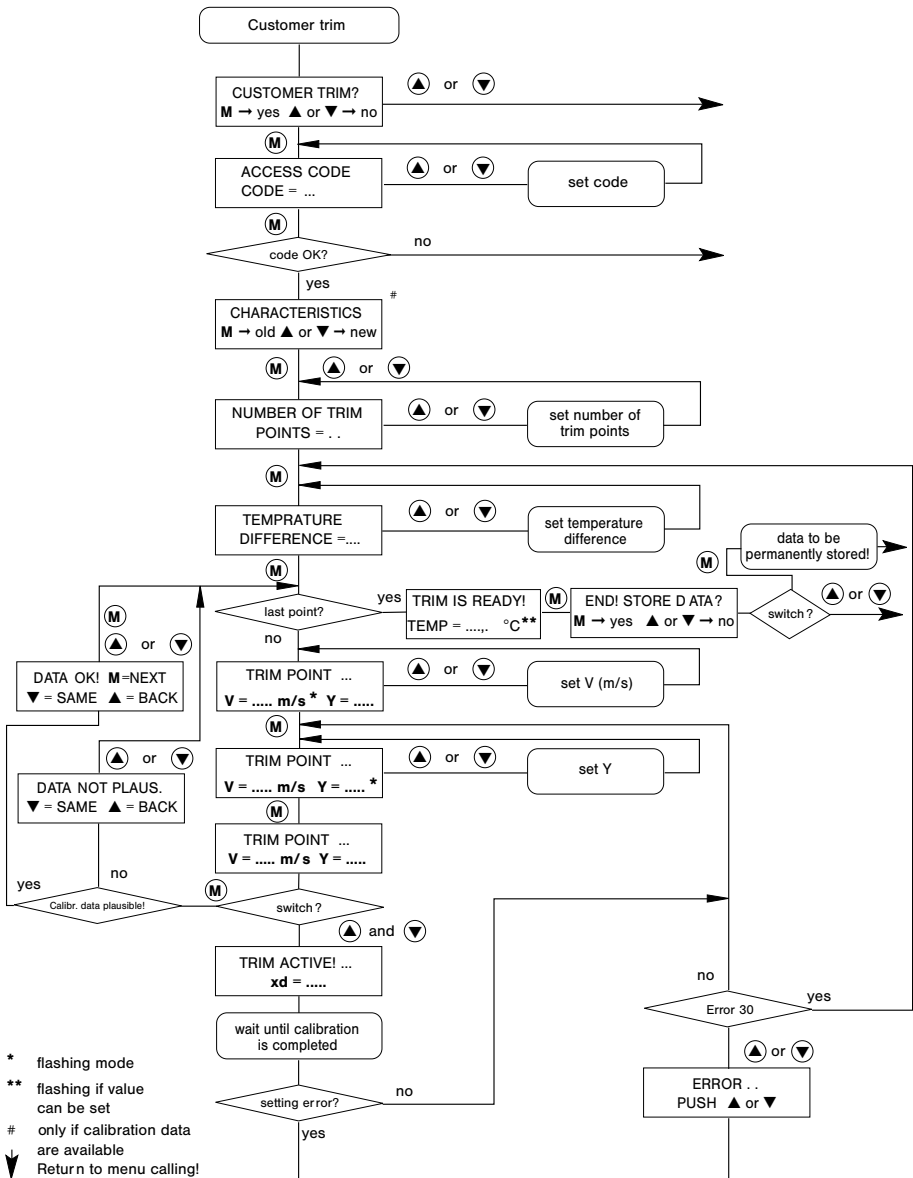 Customer trim
CUSTOMER TRIM?
M → yes ▲ or ▼ → no
▲ or ▼
M
ACCESS CODE
CODE = ...
▲ or ▼
set code
M
code OK?
no
yes
#
CHARACTERISTICS
M → old ▲ or ▼ → new
M
▲ or ▼
NUMBER OF TRIM
POINTS = . .
▲ or ▼
set number of
trim points
M
TEMPRATURE
DIFFERENCE =....
▲ or ▼
set temperature
difference
data to be
permanently stored!
M
M
last point?
yes
TRIM IS READY!
TEMP = ....,. °C**
M
END! STORE DATA?
M → yes ▲ or ▼ → no
switch ?
▲ or ▼
no
M
▲ or ▼
DATA OK! M=NEXT
▼ = SAME ▲ = BACK
TRIM POINT ...
V = ..... m/s * Y = .....
▲ or ▼
set V (m/s)
M
▲ or ▼
DATA NOT PLAUS.
▼ = SAME ▲ = BACK
TRIM POINT ...
V = ..... m/s Y = ..... *
▲ or ▼
set Y
M
TRIM POINT ...
V = ..... m/s Y = .....
yes
no
Calibr. data plausible!
M
switch ?
▲ and ▼
TRIM ACTIVE! ...
xd = .....
wait until calibration
is completed
setting error?
no
yes
no
Error 30
yes
▲ or ▼
ERROR . .
PUSH ▲ or ▼
* flashing mode
** flashing if value
can be set
# only if calibration data
are available
Return to menu calling!